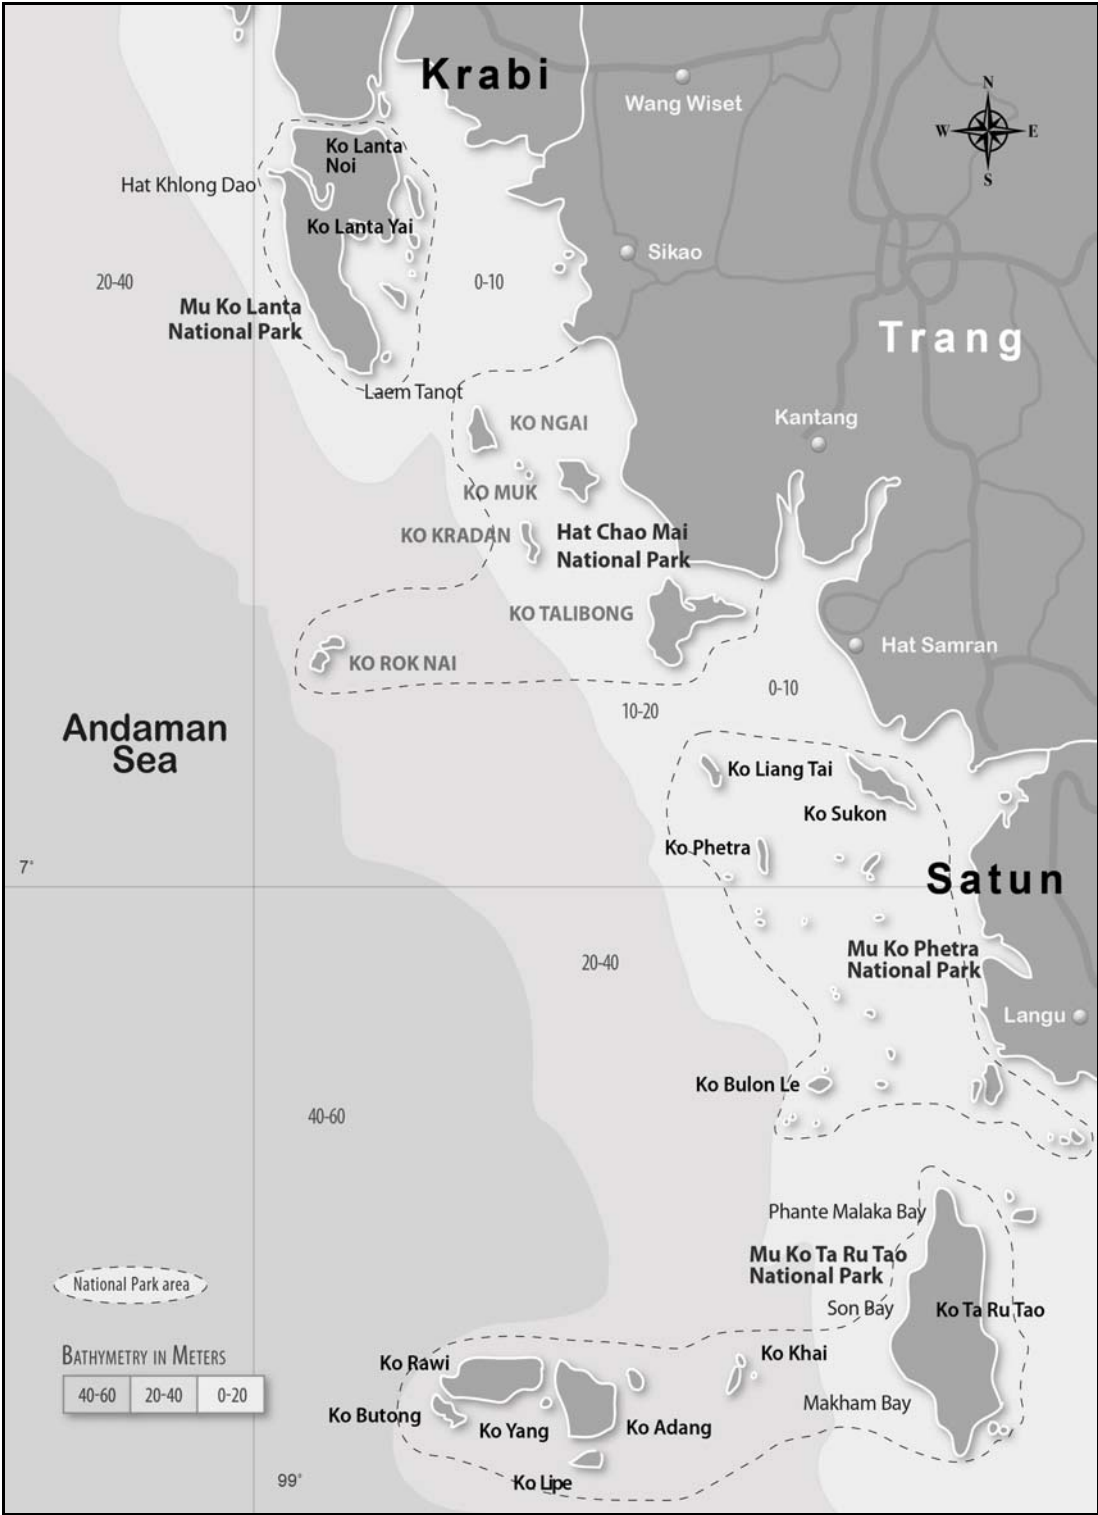 Krabi
Wang Wiset
N
W
E
S
Ko Lanta
Noi
Hat Khlong Dao
Ko Lanta Yai
Sikao
20-40
0-10
Mu Ko Lanta
National Park
Trang
Laem Tanot
Kantang
KO NGAI
KO MUK
KO KRADAN
Hat Chao Mai
National Park
KO TALIBONG
Hat Samran
KO ROK NAI
0-10
10-20
Andaman
Sea
Ko Liang Tai
Ko Sukon
Ko Phetra
7°
Satun
Mu Ko Phetra
National Park
20-40
Langu
Ko Bulon Le
40-60
Phante Malaka Bay
Mu Ko Ta Ru Tao
National Park
National Park area
Son Bay
Ko Ta Ru Tao
BATHYMETRY IN METERS
40-60
20-40
0-20
Ko Khai
Ko Rawi
Makham Bay
Ko Butong
Ko Yang
Ko Adang
99°
Ko Lipe